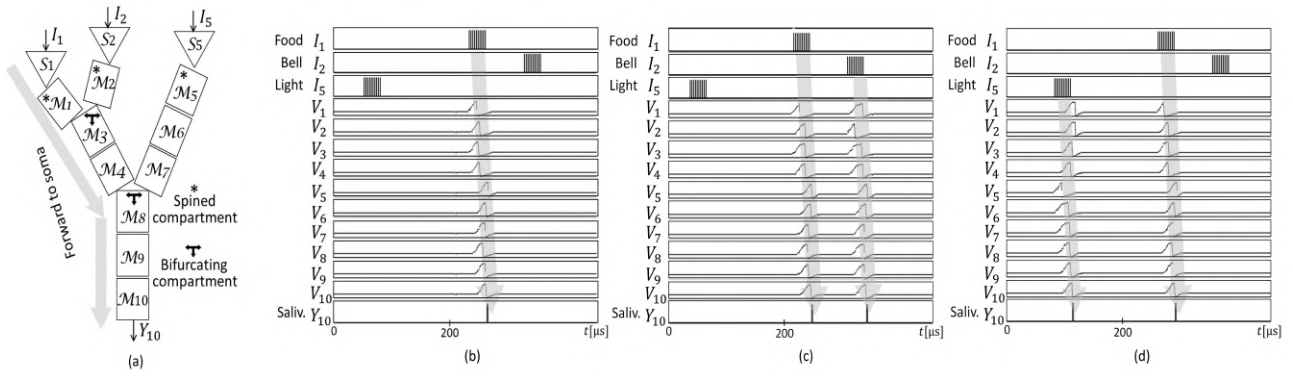 I1
I2
I5
S1
S2
S5
*M1
*M2
*M5
M3
M6
M4
M7
M8
M9
M10
Y10
Forward to soma
*
Spined
compartment
Bifurcating
compartment
(a)
Food I1
Bell I2
Light I5
V1
V2
V3
V4
V5
V6
V7
V8
V9
V10
Saliv. Y10
0 200 t[μs]
(b)
Food I1
Bell I2
Light I5
V1
V2
V3
V4
V5
V6
V7
V8
V9
V10
Saliv. Y10
0 200 t[μs]
(c)
Food I1
Bell I2
Light I5
V1
V2
V3
V4
V5
V6
V7
V8
V9
V10
Saliv. Y10
0 200 t[μs]
(d)